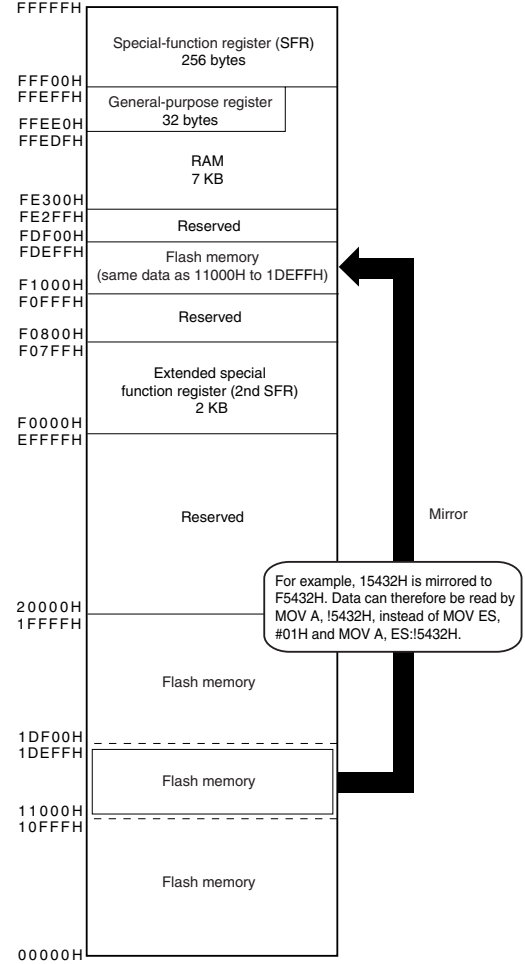 FFFFFH
Special-function register (SFR)
256 bytes
FFF00H
FFEFFH
General-purpose register
32 bytes
FFEE0H
FFEDFH
RAM
7 KB
FE300H
FE2FFH
Reserved
FDF00H
FDEFFH
Flash memory
(same data as 11000H to 1DEFFH)
F1000H
F0FFFH
Reserved
F0800H
F07FFH
Extended special
function register (2nd SFR)
2 KB
F0000H
EFFFFH
Reserved
Mirror
For example, 15432H is mirrored to
F5432H. Data can therefore be read by
MOV A, !5432H, instead of MOV ES,
#01H and MOV A, ES:!5432H.
20000H
1FFFFH
Flash memory
1DF00H
1DEFFH
Flash memory
11000H
10FFFH
Flash memory
00000H